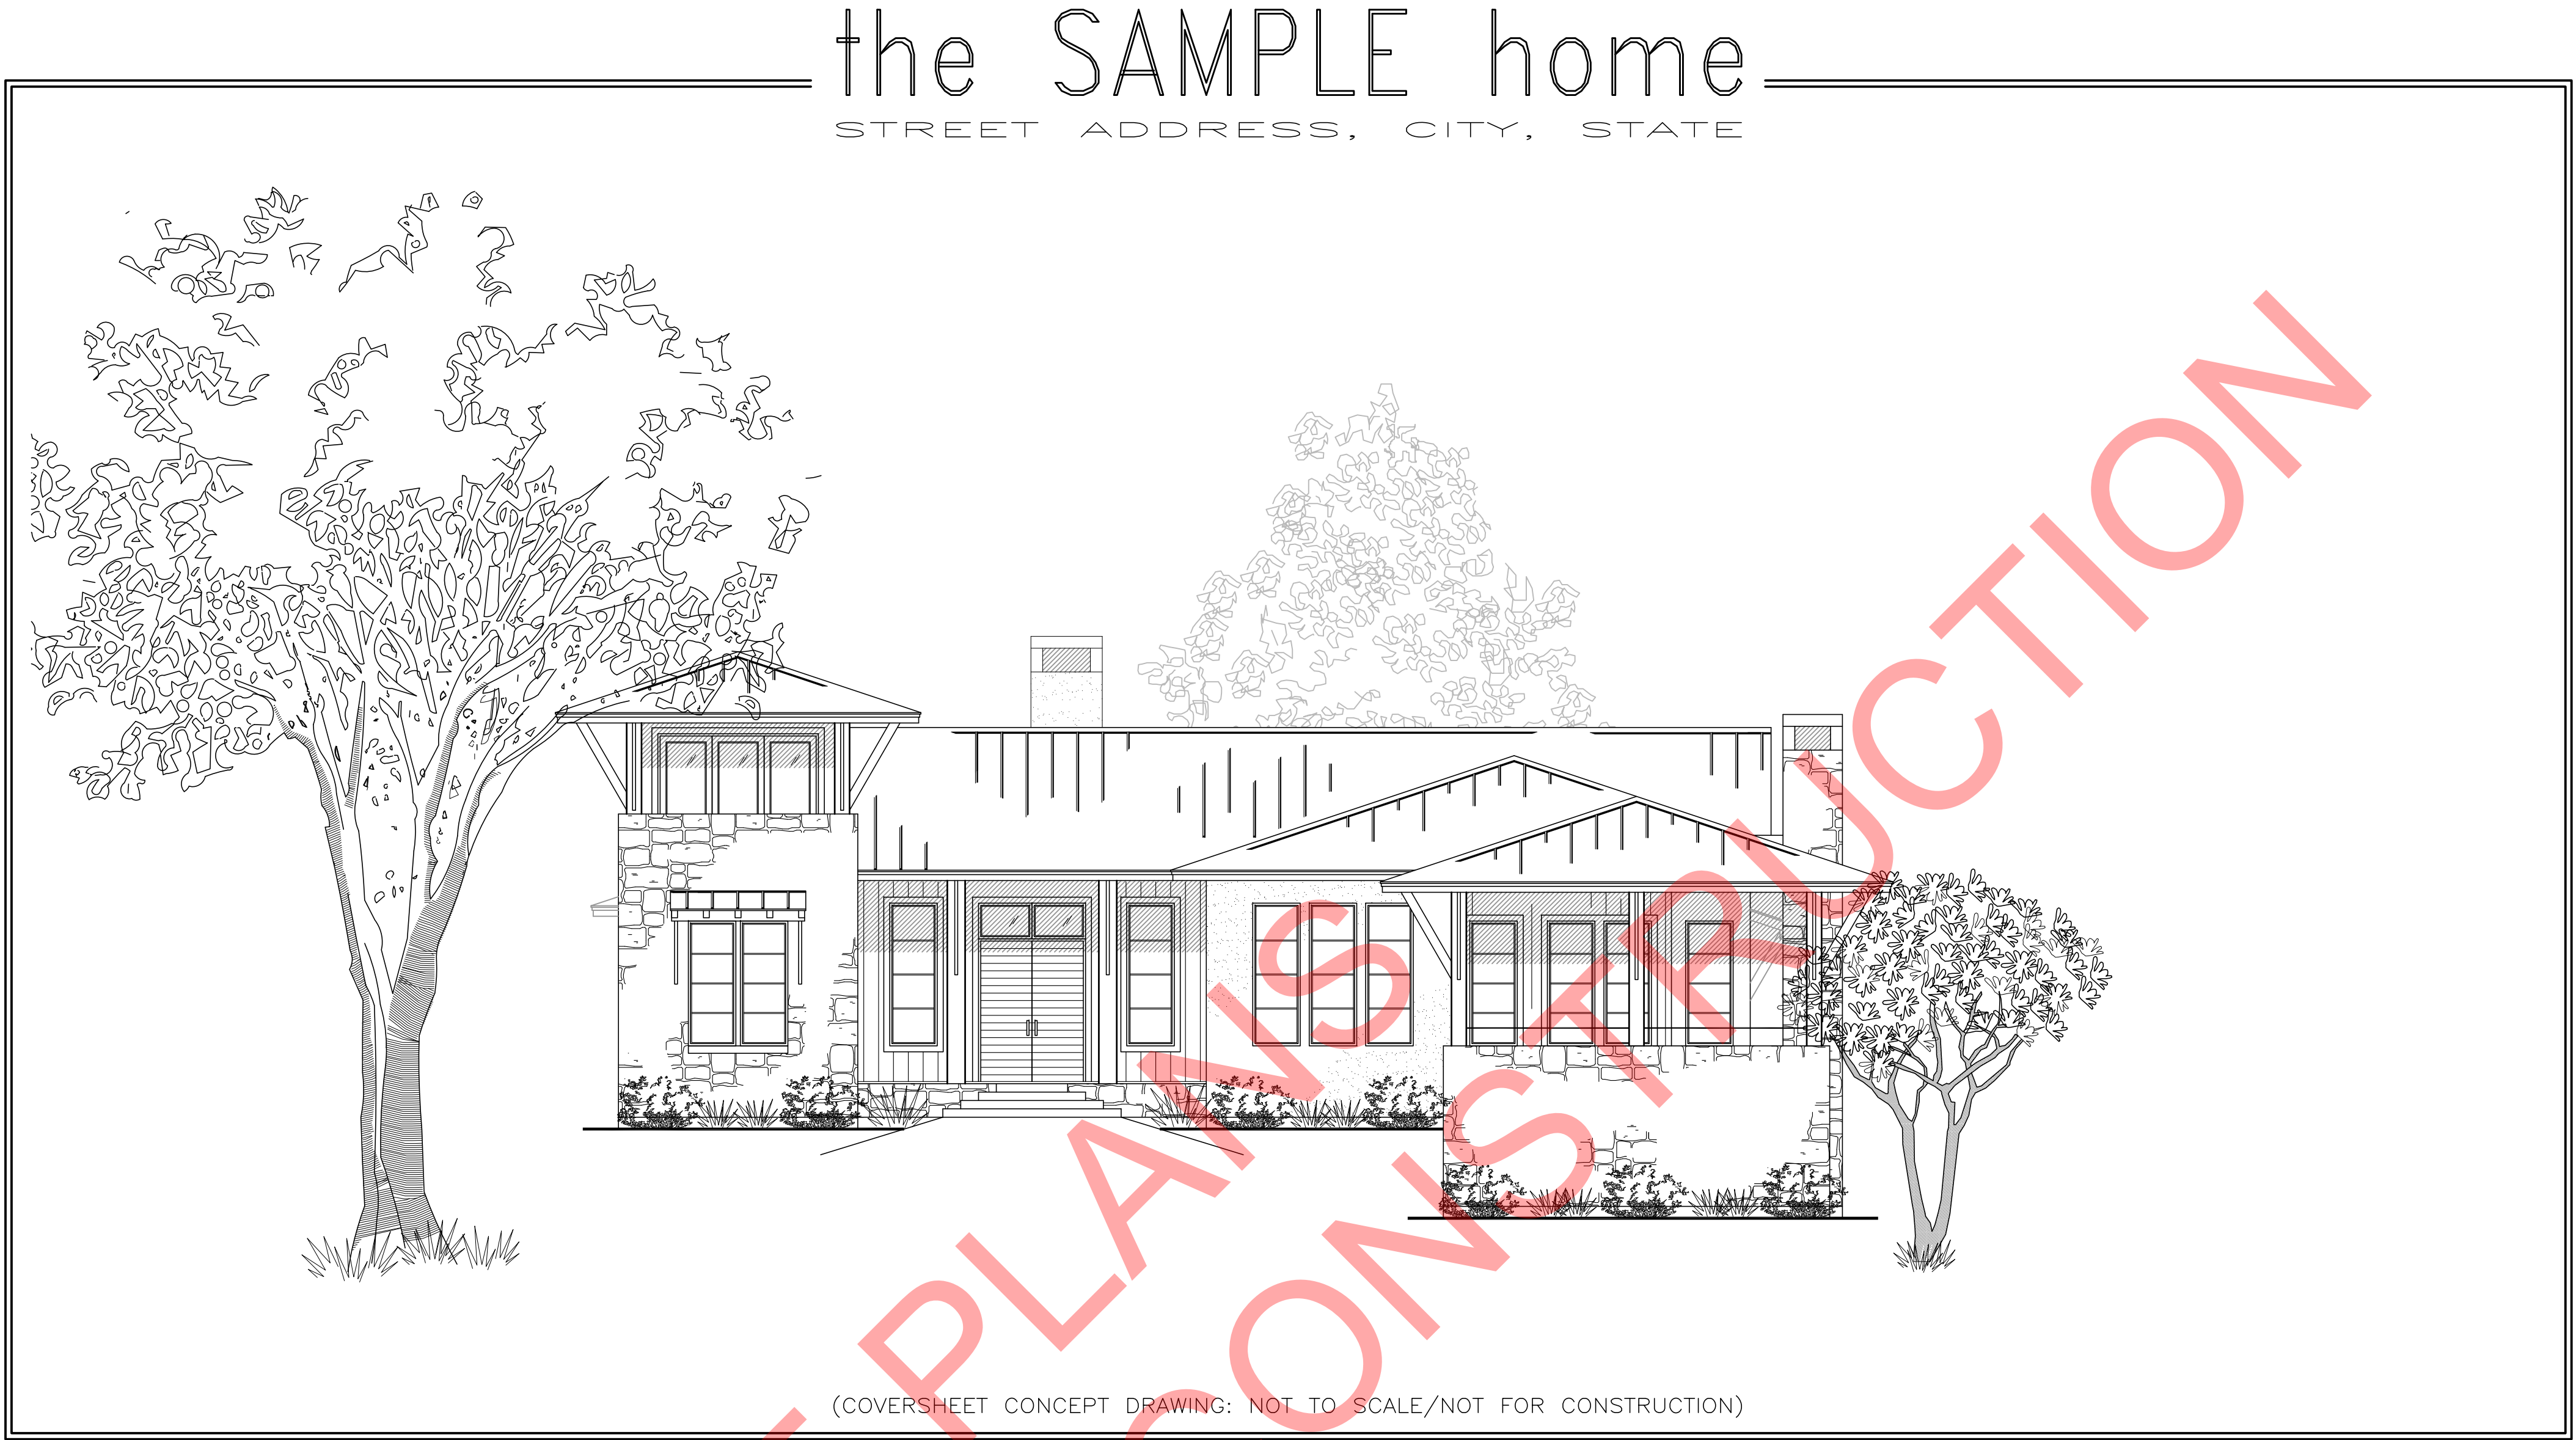 the SAMPLE home
STREET ADDRESS, CITY, STATE
PLANS
CONSTRUCTION
(COVERSHEET CONCEPT DRAWING: NOT TO SCALE/NOT FOR CONSTRUCTION)